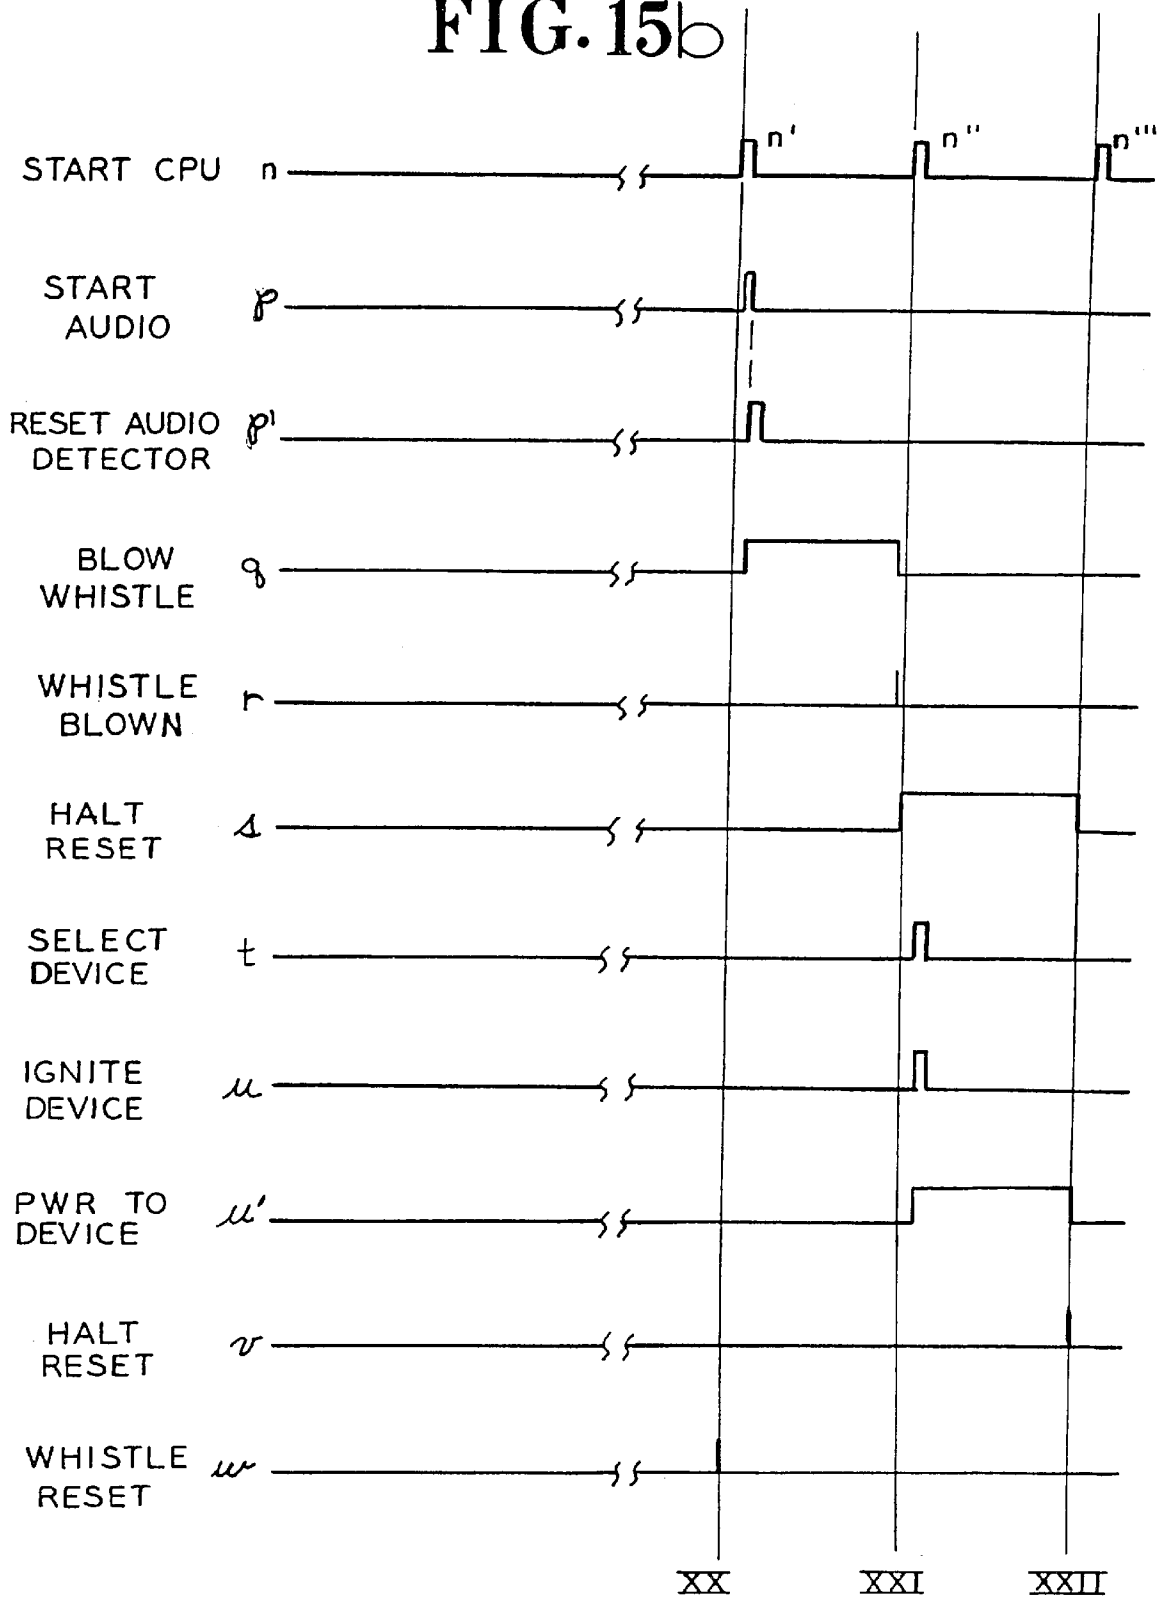 FIG. 15b
n' n'' n'''
START CPU n
START
AUDIO p
RESET AUDIO
DETECTOR p'
BLOW
WHISTLE q
WHISTLE
BLOWN r
HALT
RESET s
SELECT
DEVICE t
IGNITE
DEVICE u
PWR TO
DEVICE u'
HALT
RESET v
WHISTLE
RESET w
XX XXI XXII